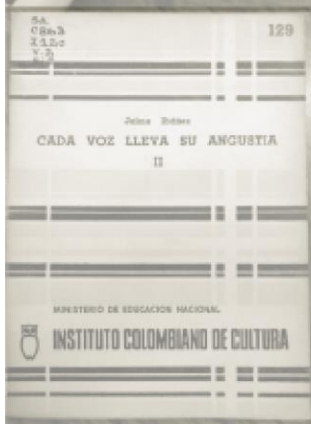 129
Jaime Ibáñez
CADA VOZ LLEVA SU ANGUSTIA
II
MINISTERIO DE EDUCACION NACIONAL
INSTITUTO COLOMBIANO DE CULTURA